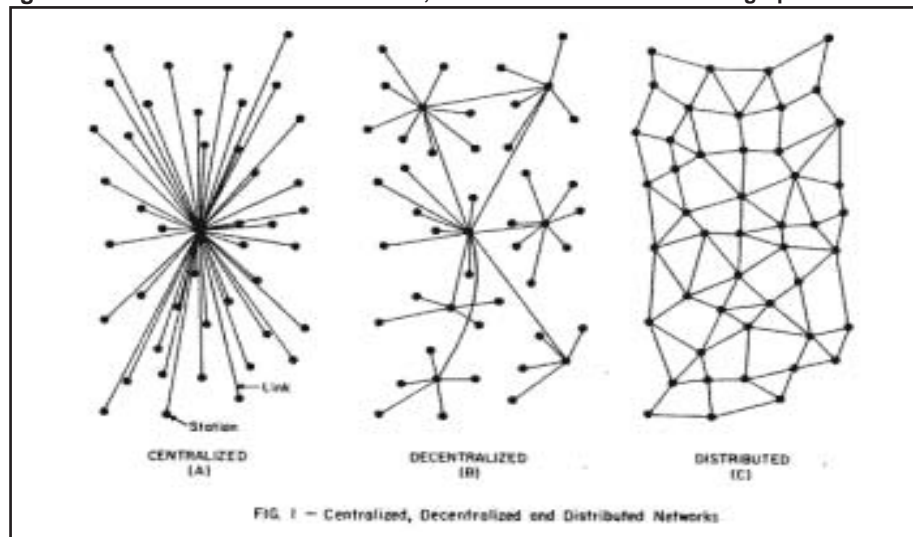 Link
Station
CENTRALIZED
(A)
DECENTRALIZED
(B)
DISTRIBUTED
(C)
FIG. I – Centralized, Decentralized and Distributed Networks